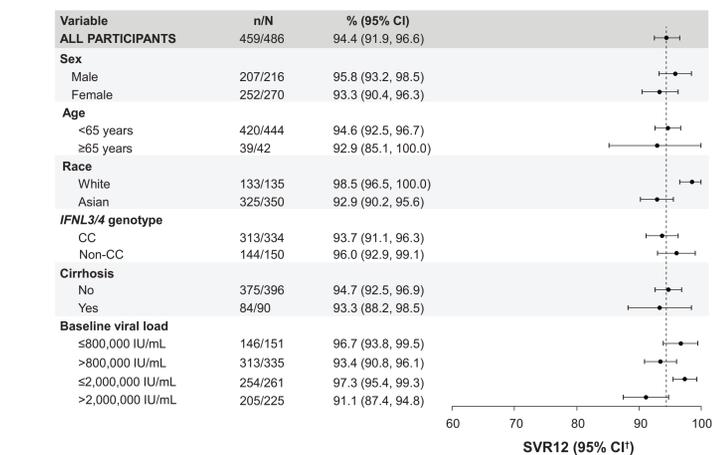 Variable n/N % (95% CI)
ALL PARTICIPANTS 459/486 94.4 (91.9, 96.6)
Sex
Male 207/216 95.8 (93.2, 98.5)
Female 252/270 93.3 (90.4, 96.3)
Age
<65 years 420/444 94.6 (92.5, 96.7)
≥65 years 39/42 92.9 (85.1, 100.0)
Race
White 133/135 98.5 (96.5, 100.0)
Asian 325/350 92.9 (90.2, 95.6)
IFNL3/4 genotype
CC 313/334 93.7 (91.1, 96.3)
Non-CC 144/150 96.0 (92.9, 99.1)
Cirrhosis
No 375/396 94.7 (92.5, 96.9)
Yes 84/90 93.3 (88.2, 98.5)
Baseline viral load
≤800,000 IU/mL 146/151 96.7 (93.8, 99.5)
>800,000 IU/mL 313/335 93.4 (90.8, 96.1)
≤2,000,000 IU/mL 254/261 97.3 (95.4, 99.3)
>2,000,000 IU/mL 205/225 91.1 (87.4, 94.8)
60 70 80 90 100
SVR12 (95% CI†)